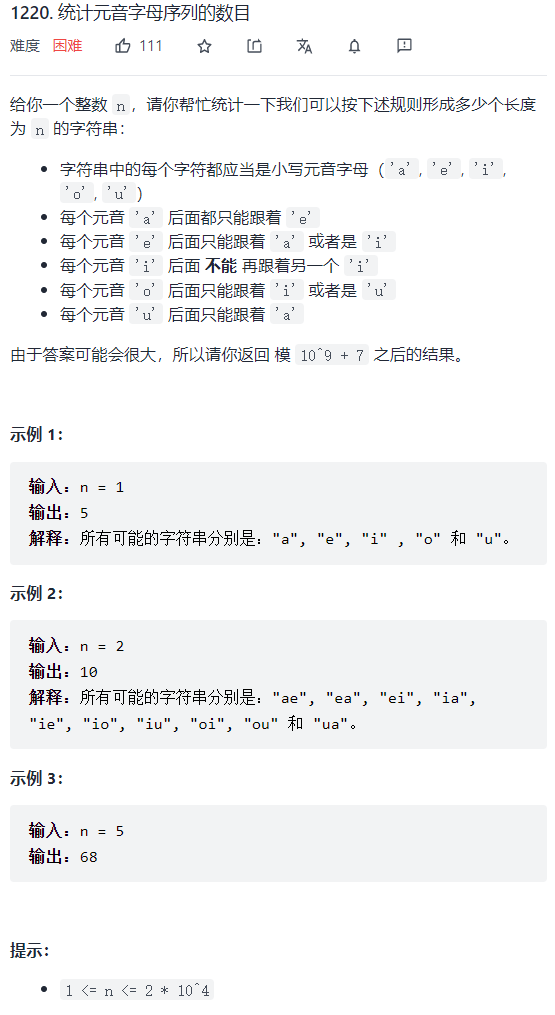 1220. 统计元音字母序列的数目
难度 困难 111
给你一个整数 n，请你帮忙统计一下我们可以按下述规则形成多少个长度
为 n 的字符串：
• 字符串中的每个字符都应当是小写元音字母（'a', 'e', 'i',
'o', 'u'）
• 每个元音 'a' 后面都只能跟着 'e'
• 每个元音 'e' 后面只能跟着 'a' 或者是 'i'
• 每个元音 'i' 后面 不能 再跟着另一个 'i'
• 每个元音 'o' 后面只能跟着 'i' 或者是 'u'
• 每个元音 'u' 后面只能跟着 'a'
由于答案可能会很大，所以请你返回 模 10^9 + 7 之后的结果。
示例 1：
输入：n = 1
输出：5
解释：所有可能的字符串分别是："a", "e", "i" , "o" 和 "u"。
示例 2：
输入：n = 2
输出：10
解释：所有可能的字符串分别是："ae", "ea", "ei", "ia",
"ie", "io", "iu", "oi", "ou" 和 "ua"。
示例 3：
输入：n = 5
输出：68
提示：
• 1 <= n <= 2 * 10^4